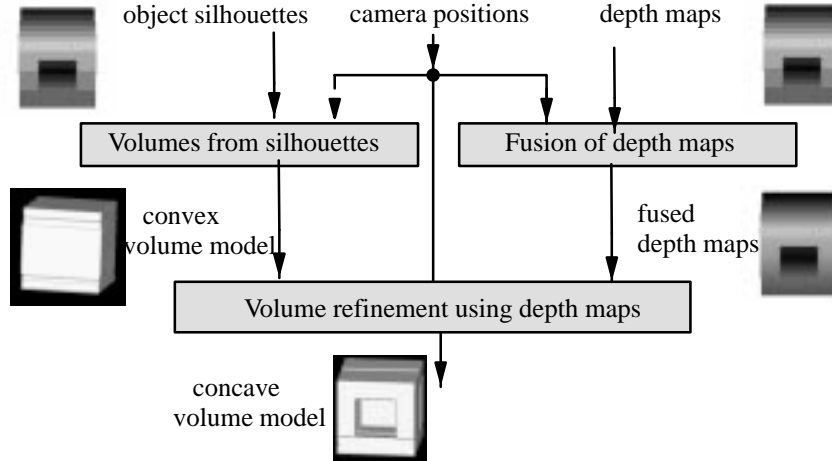 object silhouettes
camera positions
depth maps
Volumes from silhouettes
Fusion of depth maps
convex
volume model
fused
depth maps
Volume refinement using depth maps
concave
volume model